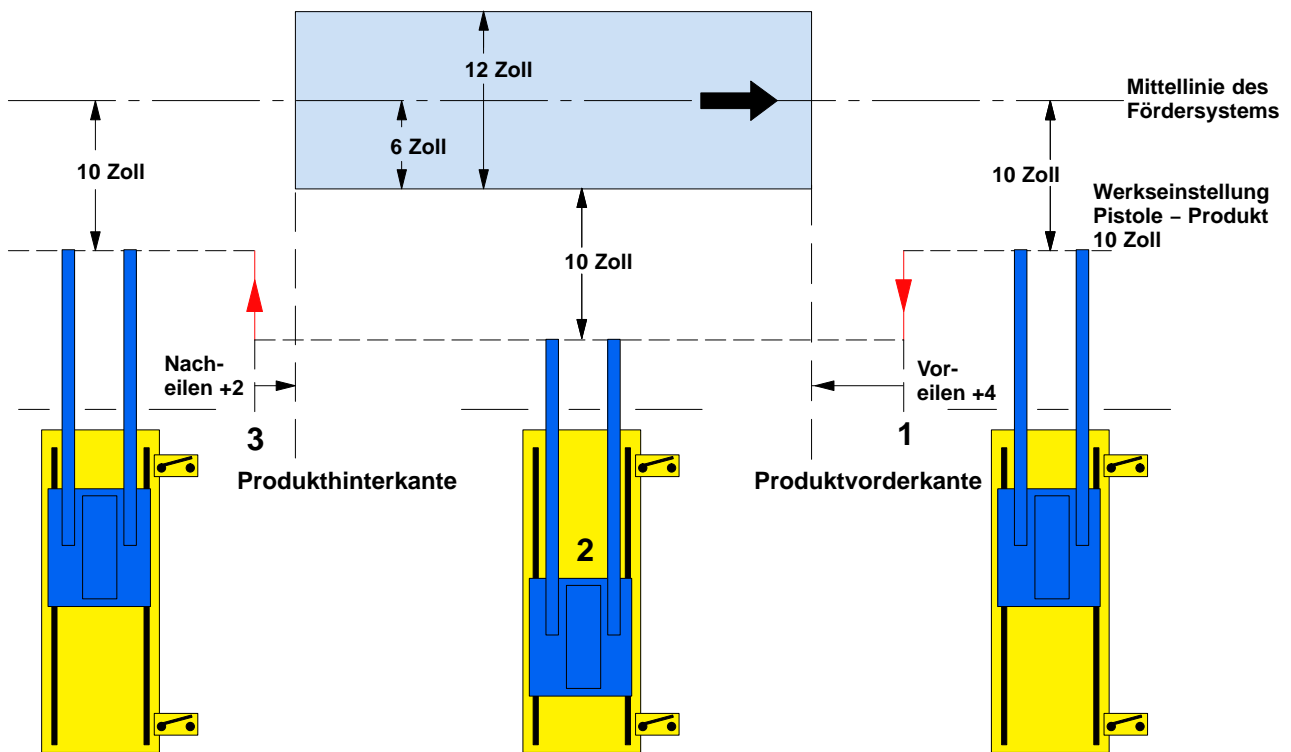 12 Zoll
Mittellinie des
Fördersystems
6 Zoll
10 Zoll
10 Zoll
Werkseinstellung
Pistole – Produkt
10 Zoll
10 Zoll
Nach-
eilen +2
Vor-
eilen +4
3
1
Produkthinterkante
Produktvorderkante
2